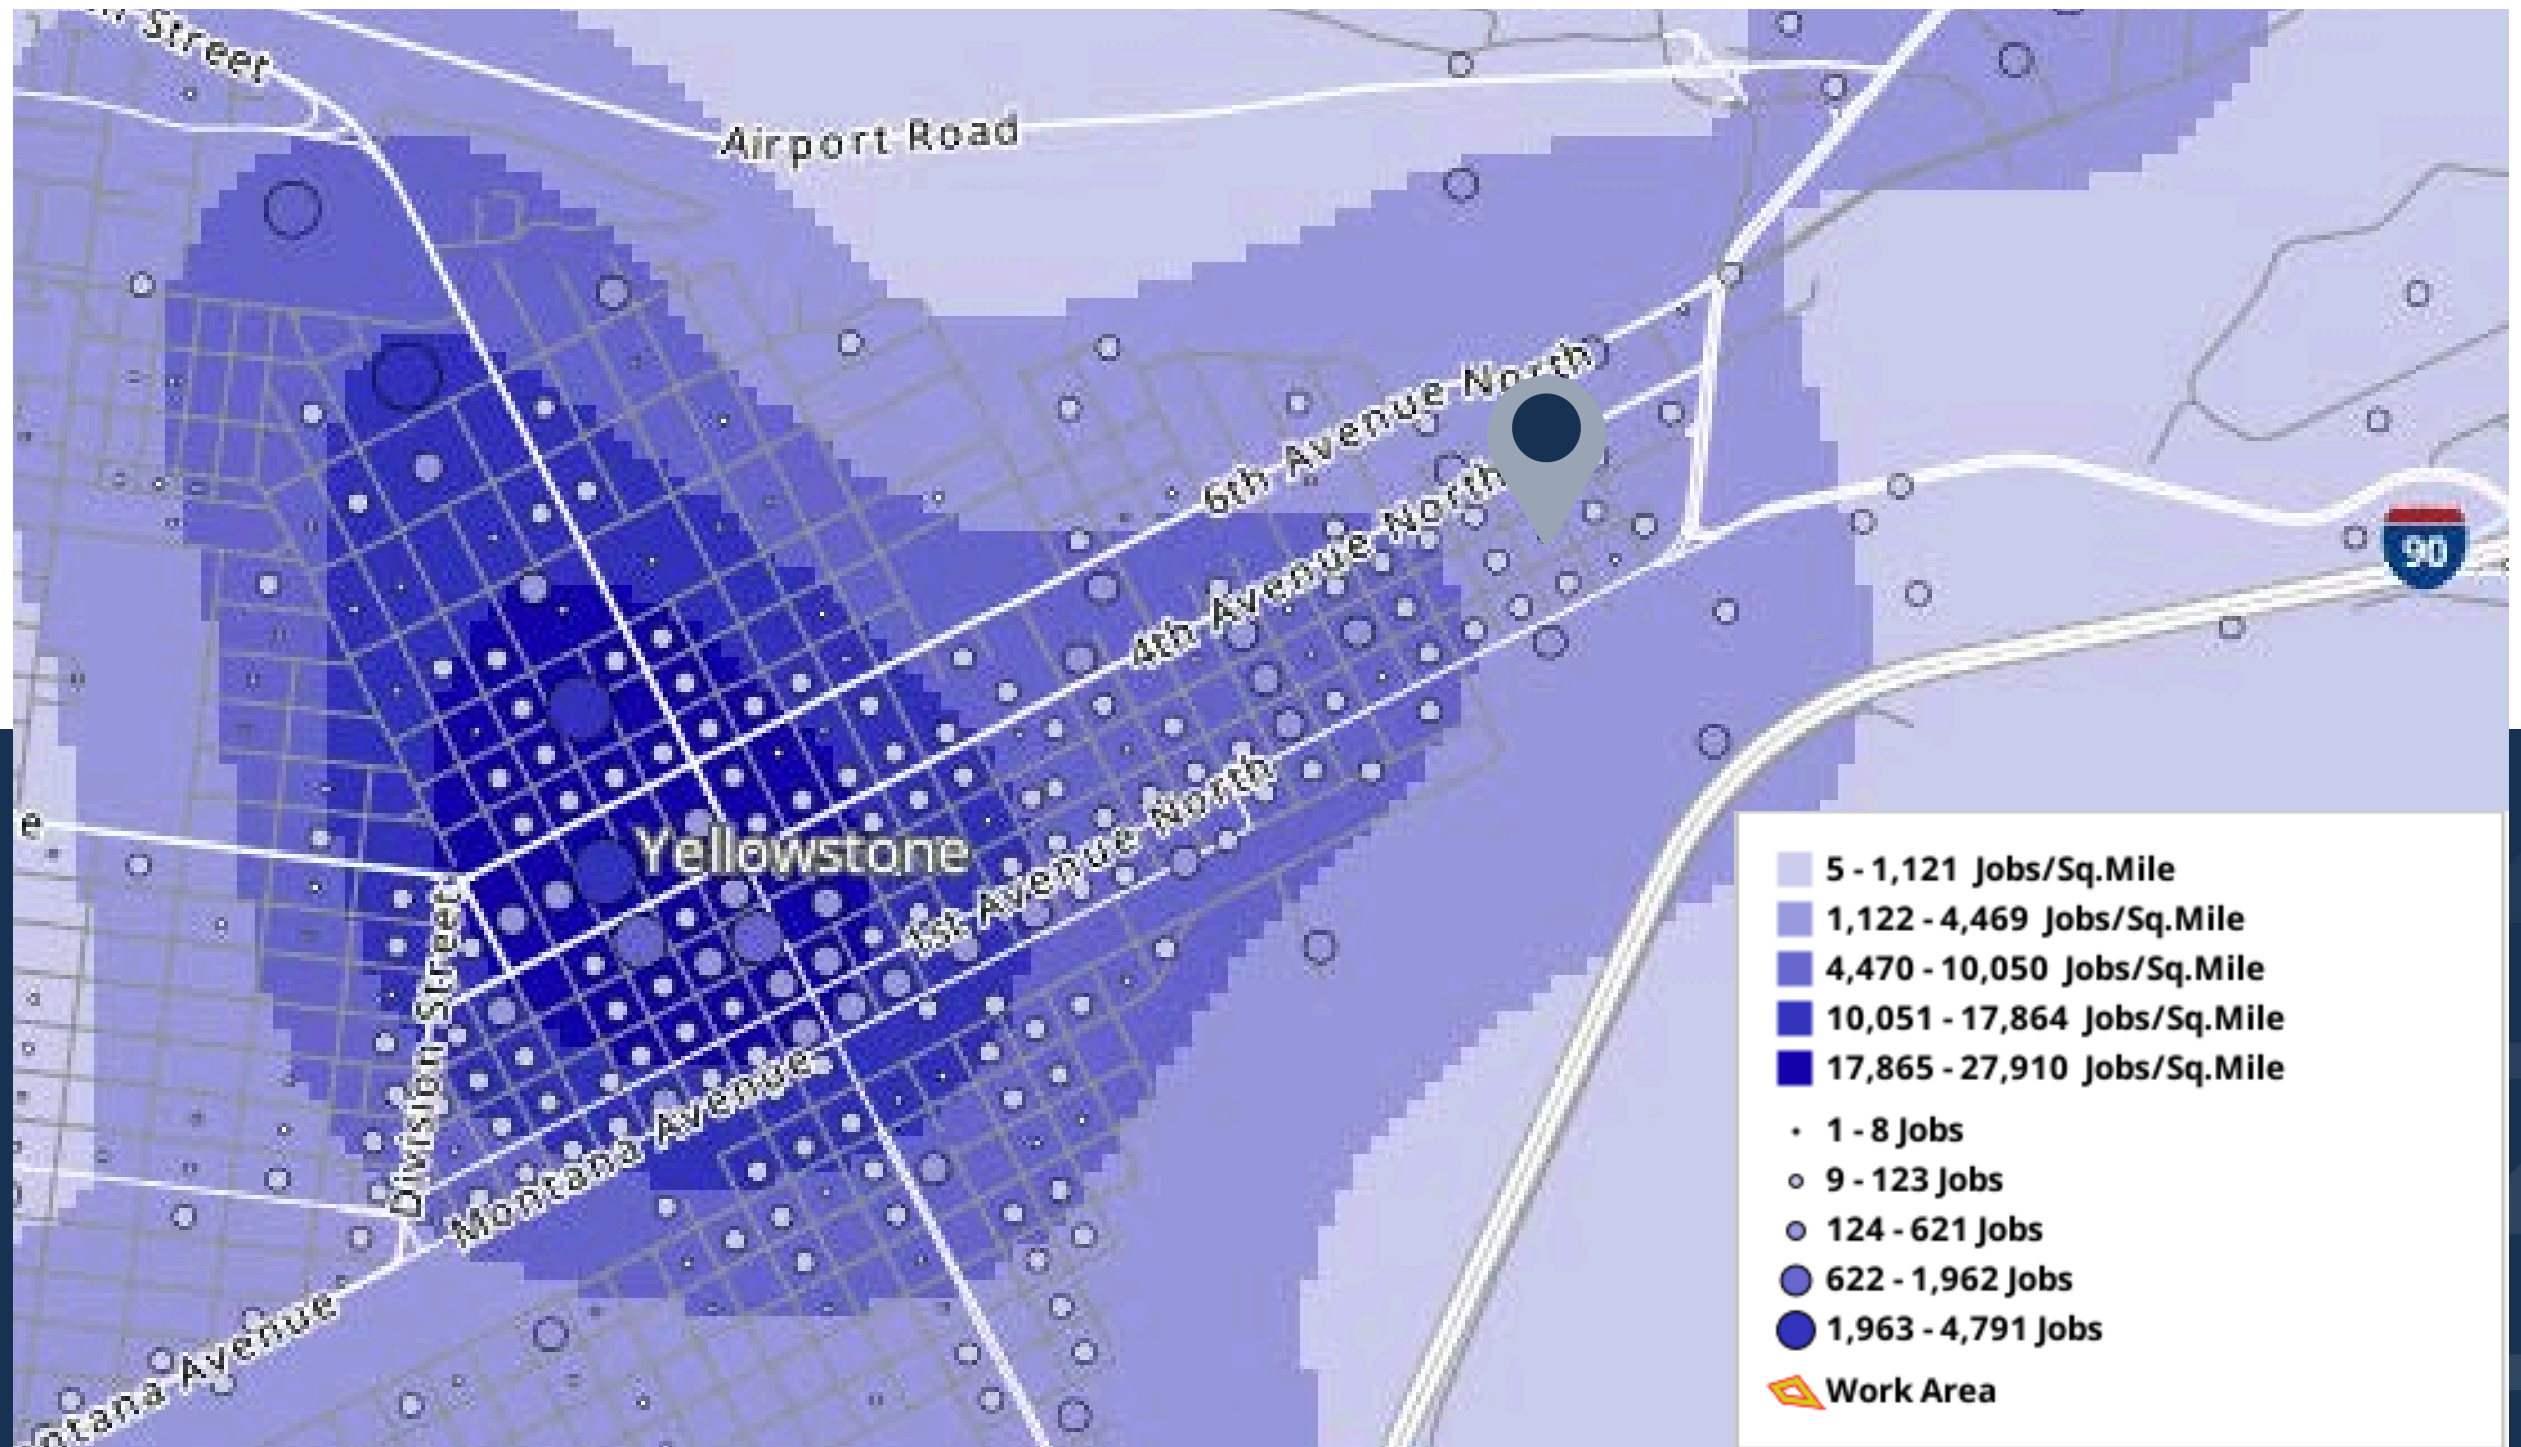 Street
Airport Road
6th Avenue North
4th Avenue North
90
e
Yellowstone
1st Avenue North
Division Street
Montana Avenue
ntana Avenue
5 - 1,121 Jobs/Sq.Mile
1,122 - 4,469 Jobs/Sq.Mile
4,470 - 10,050 Jobs/Sq.Mile
10,051 - 17,864 Jobs/Sq.Mile
17,865 - 27,910 Jobs/Sq.Mile
1 - 8 Jobs
9 - 123 Jobs
124 - 621 Jobs
622 - 1,962 Jobs
1,963 - 4,791 Jobs
Work Area